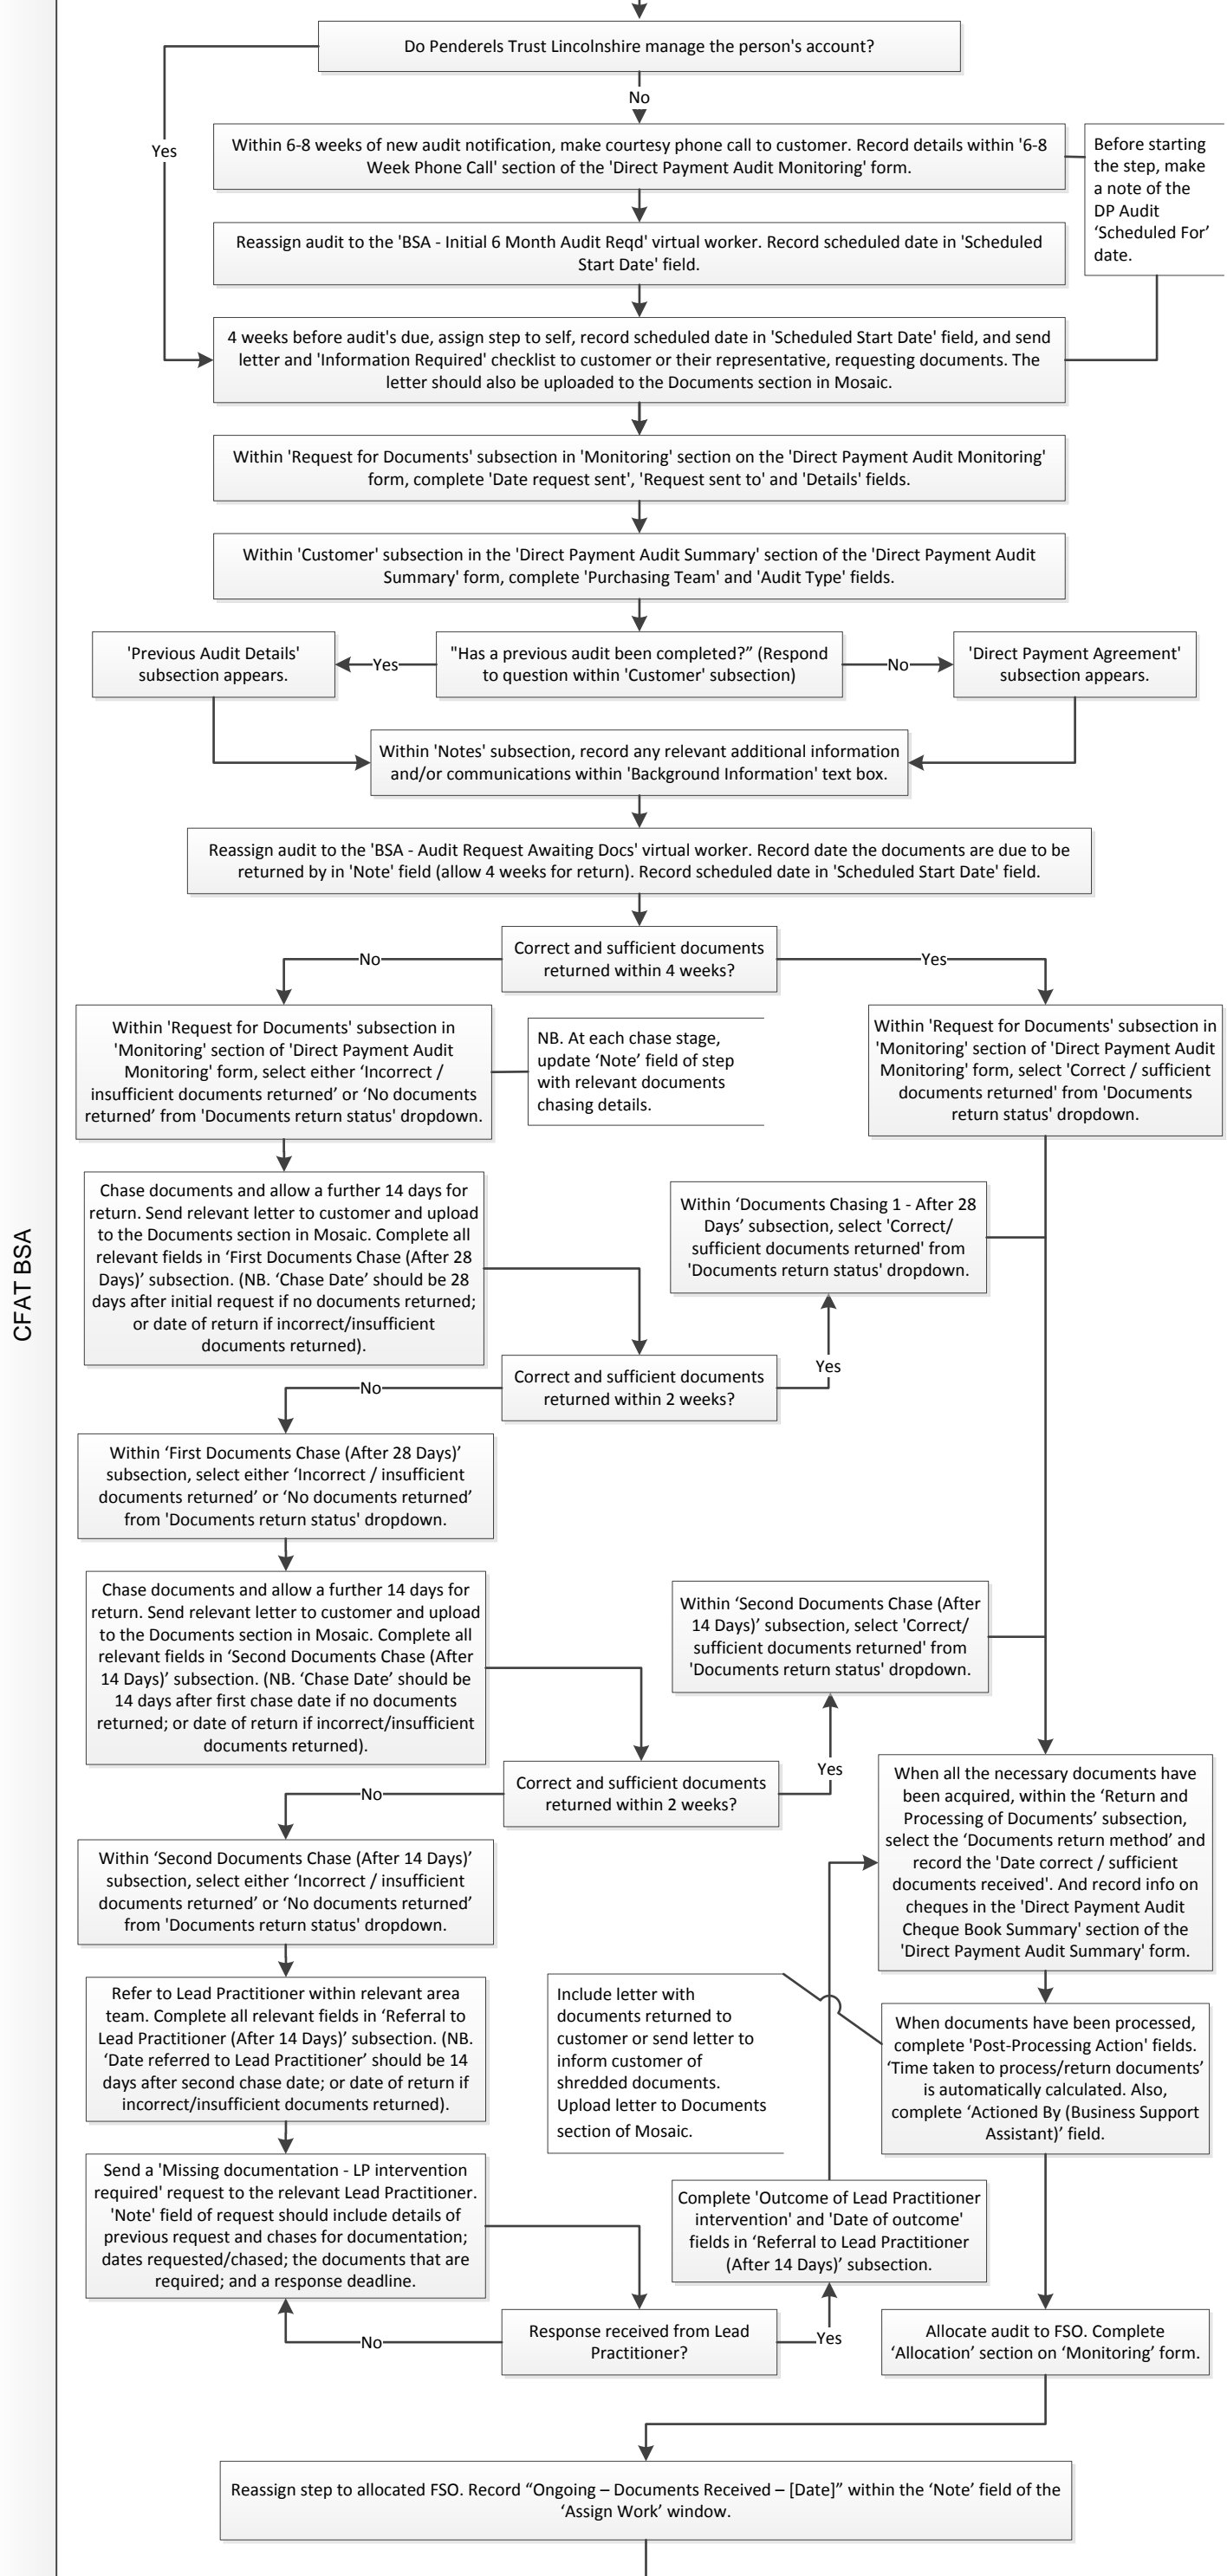 Do Penderels Trust Lincolnshire manage the person's account?
No
Yes
Within 6-8 weeks of new audit notification, make courtesy phone call to customer. Record details within '6-8
Week Phone Call' section of the 'Direct Payment Audit Monitoring' form.
Before starting
the step, make
a note of the
DP Audit
‘Scheduled For’
date.
Reassign audit to the 'BSA - Initial 6 Month Audit Reqd' virtual worker. Record scheduled date in 'Scheduled
Start Date' field.
4 weeks before audit's due, assign step to self, record scheduled date in 'Scheduled Start Date' field, and send
letter and 'Information Required' checklist to customer or their representative, requesting documents. The
letter should also be uploaded to the Documents section in Mosaic.
Within 'Request for Documents' subsection in 'Monitoring' section on the 'Direct Payment Audit Monitoring'
form, complete 'Date request sent', 'Request sent to' and 'Details' fields.
Within 'Customer' subsection in the 'Direct Payment Audit Summary' section of the 'Direct Payment Audit
Summary' form, complete 'Purchasing Team' and 'Audit Type' fields.
'Previous Audit Details'
subsection appears.
Yes
"Has a previous audit been completed?” (Respond
to question within 'Customer' subsection)
No
'Direct Payment Agreement'
subsection appears.
Within 'Notes' subsection, record any relevant additional information
and/or communications within 'Background Information' text box.
Reassign audit to the 'BSA - Audit Request Awaiting Docs' virtual worker. Record date the documents are due to be
returned by in 'Note' field (allow 4 weeks for return). Record scheduled date in 'Scheduled Start Date' field.
Correct and sufficient documents
returned within 4 weeks?
No
Yes
Within 'Request for Documents' subsection in
'Monitoring' section of 'Direct Payment Audit
Monitoring' form, select either ‘Incorrect /
insufficient documents returned’ or ‘No documents
returned’ from 'Documents return status' dropdown.
NB. At each chase stage,
update ‘Note’ field of step
with relevant documents
chasing details.
Within 'Request for Documents' subsection in
'Monitoring' section of 'Direct Payment Audit
Monitoring' form, select 'Correct / sufficient
documents returned' from 'Documents
return status' dropdown.
Chase documents and allow a further 14 days for
return. Send relevant letter to customer and upload
to the Documents section in Mosaic. Complete all
relevant fields in ‘First Documents Chase (After 28
Days)’ subsection. (NB. ‘Chase Date’ should be 28
days after initial request if no documents returned;
or date of return if incorrect/insufficient
documents returned).
Within ‘Documents Chasing 1 - After 28
Days’ subsection, select 'Correct/
sufficient documents returned' from
'Documents return status' dropdown.
CFAT BSA
Correct and sufficient documents
returned within 2 weeks?
No
Yes
Within ‘First Documents Chase (After 28 Days)’
subsection, select either ‘Incorrect / insufficient
documents returned’ or ‘No documents returned’
from 'Documents return status' dropdown.
Chase documents and allow a further 14 days for
return. Send relevant letter to customer and upload
to the Documents section in Mosaic. Complete all
relevant fields in ‘Second Documents Chase (After
14 Days)’ subsection. (NB. ‘Chase Date’ should be
14 days after first chase date if no documents
returned; or date of return if incorrect/insufficient
documents returned).
Within ‘Second Documents Chase (After
14 Days)’ subsection, select 'Correct/
sufficient documents returned' from
'Documents return status' dropdown.
Correct and sufficient documents
returned within 2 weeks?
No
Yes
When all the necessary documents have
been acquired, within the ‘Return and
Processing of Documents’ subsection,
select the ‘Documents return method’ and
record the 'Date correct / sufficient
documents received'. And record info on
cheques in the 'Direct Payment Audit
Cheque Book Summary' section of the
'Direct Payment Audit Summary' form.
Within ‘Second Documents Chase (After 14 Days)’
subsection, select either ‘Incorrect / insufficient
documents returned’ or ‘No documents returned’
from 'Documents return status' dropdown.
Refer to Lead Practitioner within relevant area
team. Complete all relevant fields in ‘Referral to
Lead Practitioner (After 14 Days)’ subsection. (NB.
‘Date referred to Lead Practitioner’ should be 14
days after second chase date; or date of return if
incorrect/insufficient documents returned).
Include letter with
documents returned to
customer or send letter to
inform customer of
shredded documents.
Upload letter to Documents
section of Mosaic.
When documents have been processed,
complete 'Post-Processing Action' fields.
‘Time taken to process/return documents’
is automatically calculated. Also,
complete ‘Actioned By (Business Support
Assistant)’ field.
Send a 'Missing documentation - LP intervention
required' request to the relevant Lead Practitioner.
'Note' field of request should include details of
previous request and chases for documentation;
dates requested/chased; the documents that are
required; and a response deadline.
Complete 'Outcome of Lead Practitioner
intervention' and 'Date of outcome'
fields in ‘Referral to Lead Practitioner
(After 14 Days)’ subsection.
Response received from Lead
Practitioner?
No
Yes
Allocate audit to FSO. Complete
‘Allocation’ section on ‘Monitoring’ form.
Reassign step to allocated FSO. Record “Ongoing – Documents Received – [Date]” within the ‘Note’ field of the
‘Assign Work’ window.